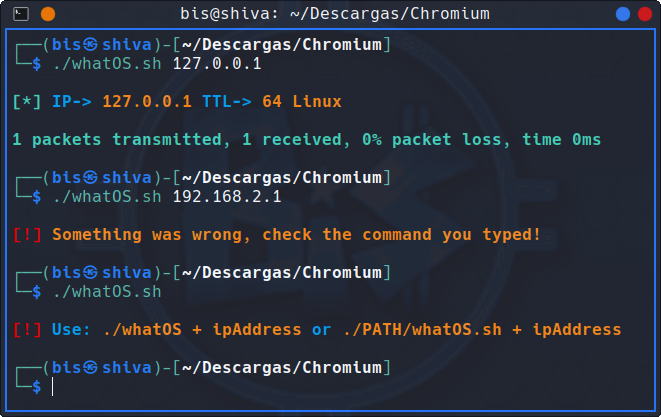 bis@shiva: ~/Descargas/Chromium
┌──(bis㉿shiva)-[~/Descargas/Chromium]
└─$ ./whatOS.sh 127.0.0.1
[*] IP-> 127.0.0.1 TTL-> 64 Linux
1 packets transmitted, 1 received, 0% packet loss, time 0ms
┌──(bis㉿shiva)-[~/Descargas/Chromium]
└─$ ./whatOS.sh 192.168.2.1
[!] Something was wrong, check the command you typed!
┌──(bis㉿shiva)-[~/Descargas/Chromium]
└─$ ./whatOS.sh
[!] Use: ./whatOS + ipAddress or ./PATH/whatOS.sh + ipAddress
┌──(bis㉿shiva)-[~/Descargas/Chromium]
└─$